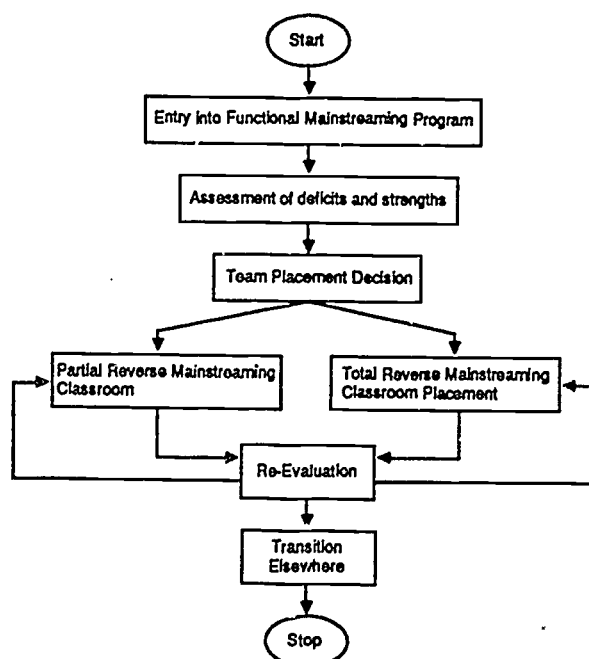 Start
Entry into Functional Mainstreaming Program
Assessment of deficits and strengths
Team Placement Decision
Partial Reverse Mainstreaming
Classroom
Total Reverse Mainstreaming
Classroom Placement
Re-Evaluation
Transition
Elsewhere
Stop